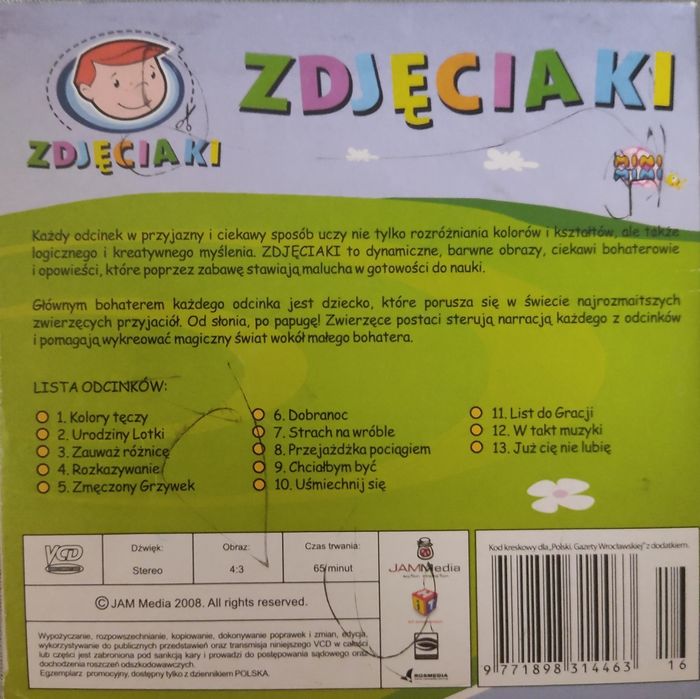 ZDJĘCIAKI
ZDJĘCIAKI
MINI
MINI
Każdy odcinek w przyjazny i ciekawy sposób uczy nie tylko rozróżniania kolorów i kształtów, ale także
logicznego i kreatywnego myślenia. ZDJĘCIAKI to dynamiczne, barwne obrazy, ciekawi bohaterowie
i opowieści, które poprzez zabawę stawiają malucha w gotowości do nauki.
Głównym bohaterem każdego odcinka jest dziecko, które porusza się w świecie najrozmaitszych
zwierzęcych przyjaciół. Od słonia, po papugę! Zwierzęce postaci sterują narracją każdego z odcinków
i pomagają wykreować magiczny świat wokół małego bohatera.
LISTA ODCINKÓW:
1. Kolory tęczy
2. Urodziny Lotki
3. Zauważ różnicę
4. Rozkazywanie
5. Zmęczony Grzywek
6. Dobranoc
7. Strach na wróble
8. Przejażdżka pociągiem
9. Chciałbym być
10. Uśmiechnij się
11. List do Gracji
12. W takt muzyki
13. Już cię nie lubię
VCD
Dźwięk:
Stereo
Obraz:
4:3
Czas trwania:
65 minut
© JAM Media 2008. All rights reserved.
Wypożyczanie, rozpowszechnianie, kopiowanie, dokonywanie poprawek i zmian, edycja,
wykorzystywanie do publicznych przedstawień oraz transmisja niniejszego VCD w całości
lub części jest zabroniona pod sankcją kary i prowadzi do postępowania sądowego oraz
dochodzenia roszczeń odszkodowawczych.
Egzemplarz promocyjny, dostępny tylko z dziennikiem POLSKA.
JAM Media
ROSMEDIA
Kod kreskowy dla „Polski. Gazety Wrocławskiej” z dodatkiem.
9 771898 314463
16